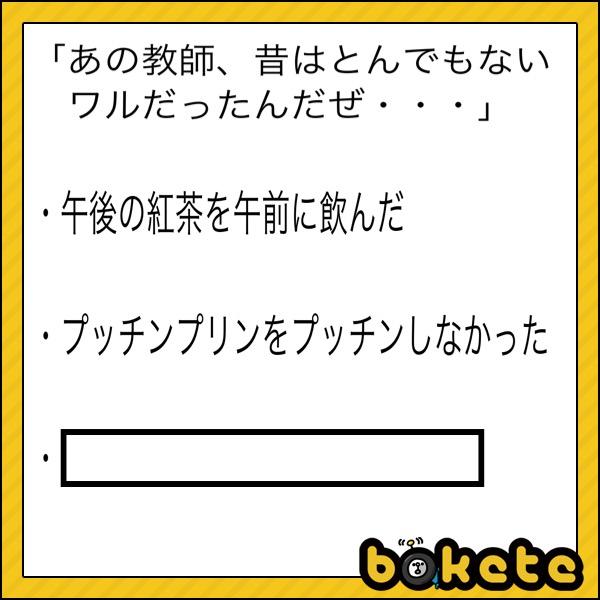 「あの教師、昔はとんでもない
ワルだったんだぜ・・・」
・午後の紅茶を午前に飲んだ
・プッチンプリンをプッチンしなかった
・
bokete